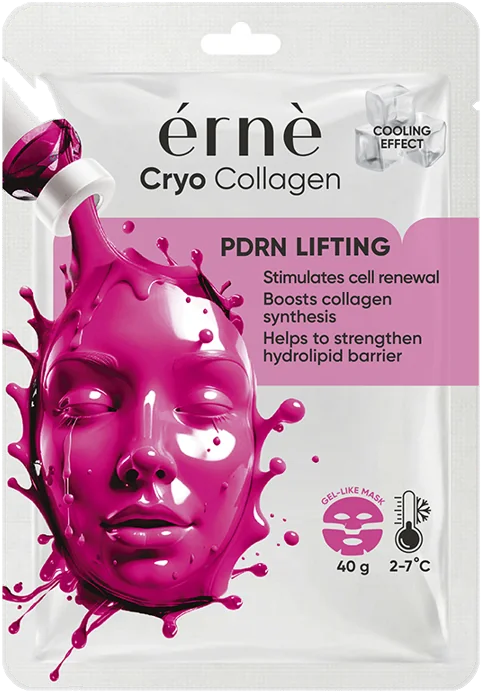 érnè
Cryo Collagen
COOLING
EFFECT
PDRN LIFTING
Stimulates cell renewal
Boosts collagen
synthesis
Helps to strengthen
hydrolipid barrier
GEL-LIKE MASK
40 g
2-7°C